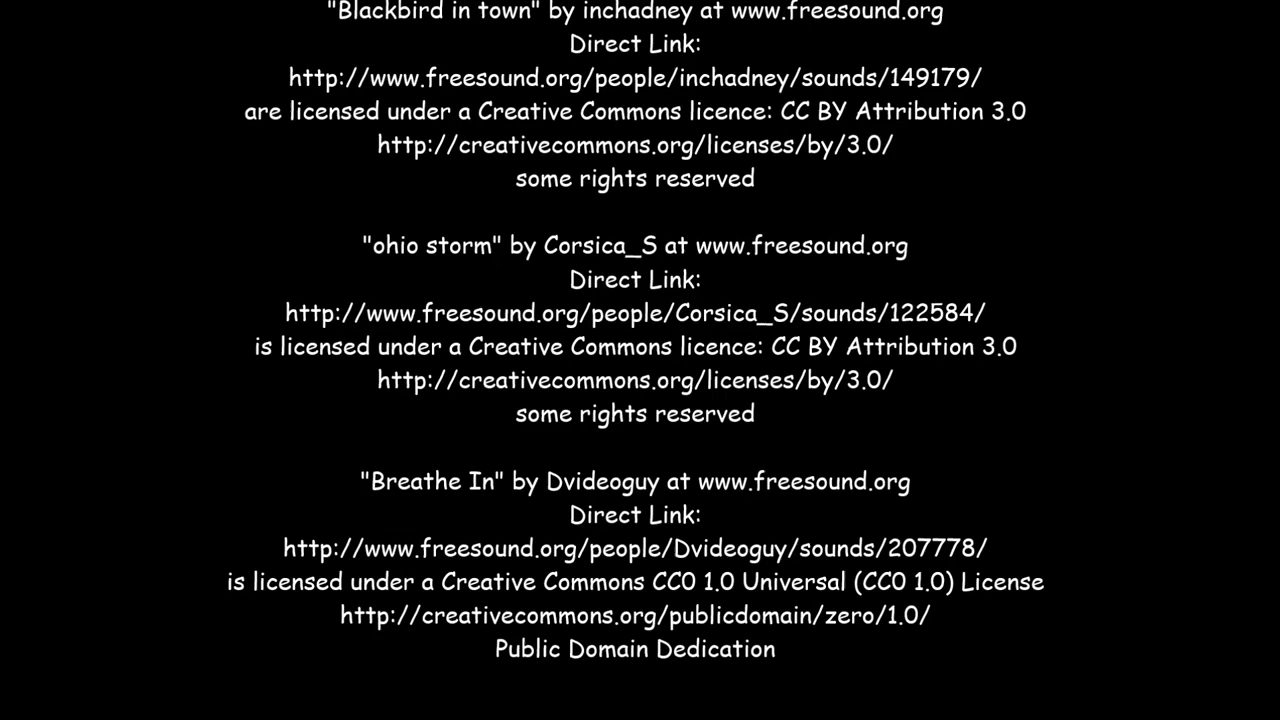 "Blackbird in town" by inchadney at www.freesound.org
Direct Link:
http://www.freesound.org/people/inchadney/sounds/149179/
are licensed under a Creative Commons licence: CC BY Attribution 3.0
http://creativecommons.org/licenses/by/3.0/
some rights reserved
"ohio storm" by Corsica_S at www.freesound.org
Direct Link:
http://www.freesound.org/people/Corsica_S/sounds/122584/
is licensed under a Creative Commons licence: CC BY Attribution 3.0
http://creativecommons.org/licenses/by/3.0/
some rights reserved
"Breathe In" by Dvideoguy at www.freesound.org
Direct Link:
http://www.freesound.org/people/Dvideoguy/sounds/207778/
is licensed under a Creative Commons CC0 1.0 Universal (CC0 1.0) License
http://creativecommons.org/publicdomain/zero/1.0/
Public Domain Dedication